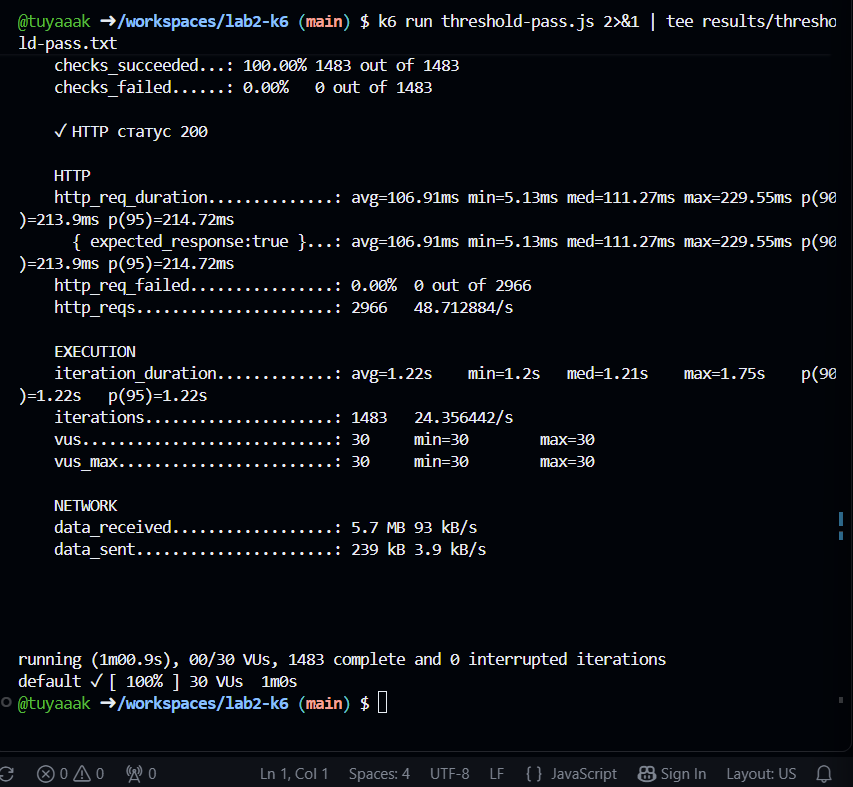 @tuyaaak ➜/workspaces/lab2-k6 (main) $ k6 run threshold-pass.js 2>&1 | tee results/thresho
ld-pass.txt
checks_succeeded...: 100.00% 1483 out of 1483
checks_failed......: 0.00%   0 out of 1483
✓ HTTP статус 200
HTTP
http_req_duration..............: avg=106.91ms min=5.13ms med=111.27ms max=229.55ms p(90
)=213.9ms p(95)=214.72ms
{ expected_response:true }...: avg=106.91ms min=5.13ms med=111.27ms max=229.55ms p(90
)=213.9ms p(95)=214.72ms
http_req_failed................: 0.00%  0 out of 2966
http_reqs......................: 2966   48.712884/s
EXECUTION
iteration_duration.............: avg=1.22s    min=1.2s   med=1.21s    max=1.75s    p(90
)=1.22s   p(95)=1.22s
iterations.....................: 1483   24.356442/s
vus............................: 30     min=30         max=30
vus_max........................: 30     min=30         max=30
NETWORK
data_received..................: 5.7 MB 93 kB/s
data_sent......................: 239 kB 3.9 kB/s
running (1m00.9s), 00/30 VUs, 1483 complete and 0 interrupted iterations
default ✓ [ 100% ] 30 VUs  1m0s
@tuyaaak ➜/workspaces/lab2-k6 (main) $
0 0 0 Ln 1, Col 1 Spaces: 4 UTF-8 LF { } JavaScript Sign In Layout: US